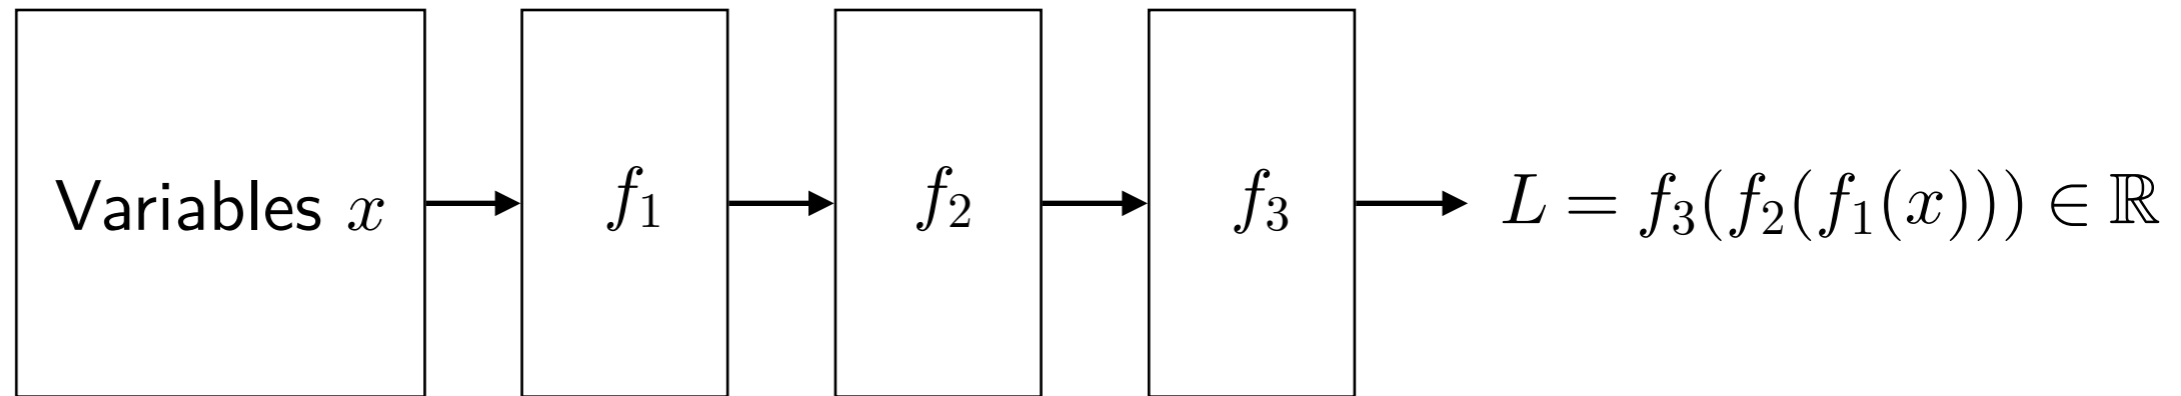 Variables x
f₁
f₂
f₃
L = f₃(f₂(f₁(x))) ∈ ℝ